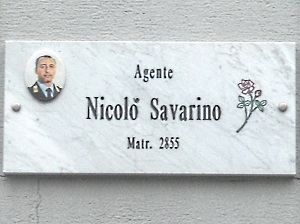 Agente
Nicolò Savarino
Matr. 2855